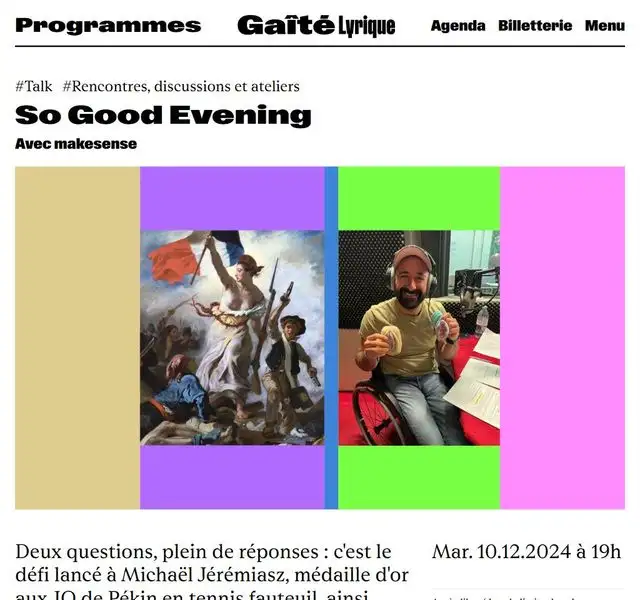 Programmes
Gaîté Lyrique
Agenda Billetterie Menu
#Talk #Rencontres, discussions et ateliers
So Good Evening
Avec makesense
Deux questions, plein de réponses : c'est le
défi lancé à Michaël Jérémiasz, médaille d'or
aux JO de Pékin en tennis fauteuil, ainsi
Mar. 10.12.2024 à 19h